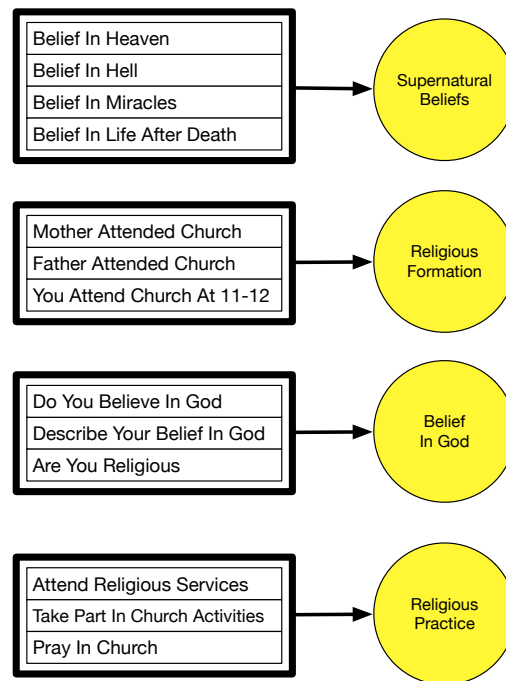 Belief In Heaven
Belief In Hell
Belief In Miracles
Belief In Life After Death
Supernatural
Beliefs
Mother Attended Church
Father Attended Church
You Attend Church At 11-12
Religious
Formation
Do You Believe In God
Describe Your Belief In God
Are You Religious
Belief
In God
Attend Religious Services
Take Part In Church Activities
Pray In Church
Religious
Practice